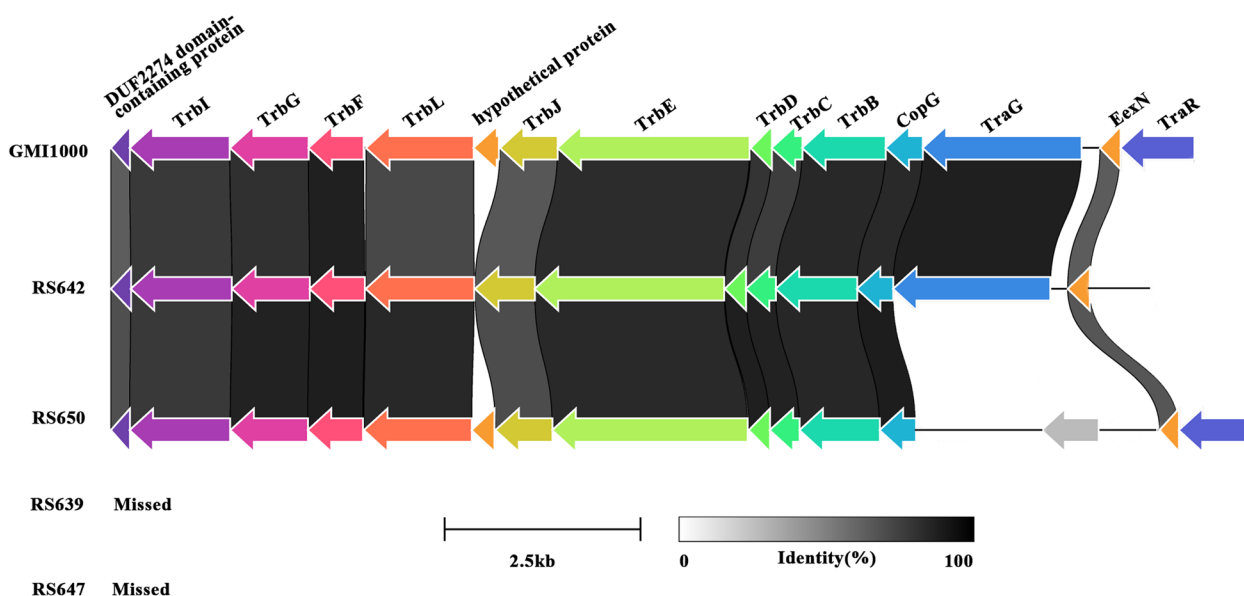 DUF2274 domain-
containing protein
TrbI
TrbG
TrbF
TrbL
hypothetical protein
TrbJ
TrbE
TrbD
TrbC
TrbB
CopG
TraG
EexN
TraR
GMI1000
RS642
RS650
RS639 Missed
2.5kb
0 Identity(%) 100
RS647 Missed